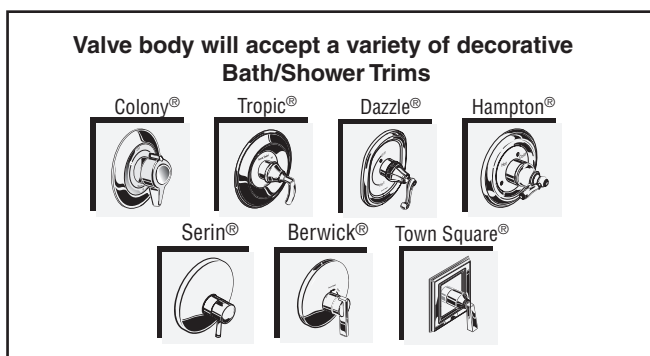 Valve body will accept a variety of decorative
Bath/Shower Trims
Colony® Tropic® Dazzle® Hampton®
Serin® Berwick® Town Square®